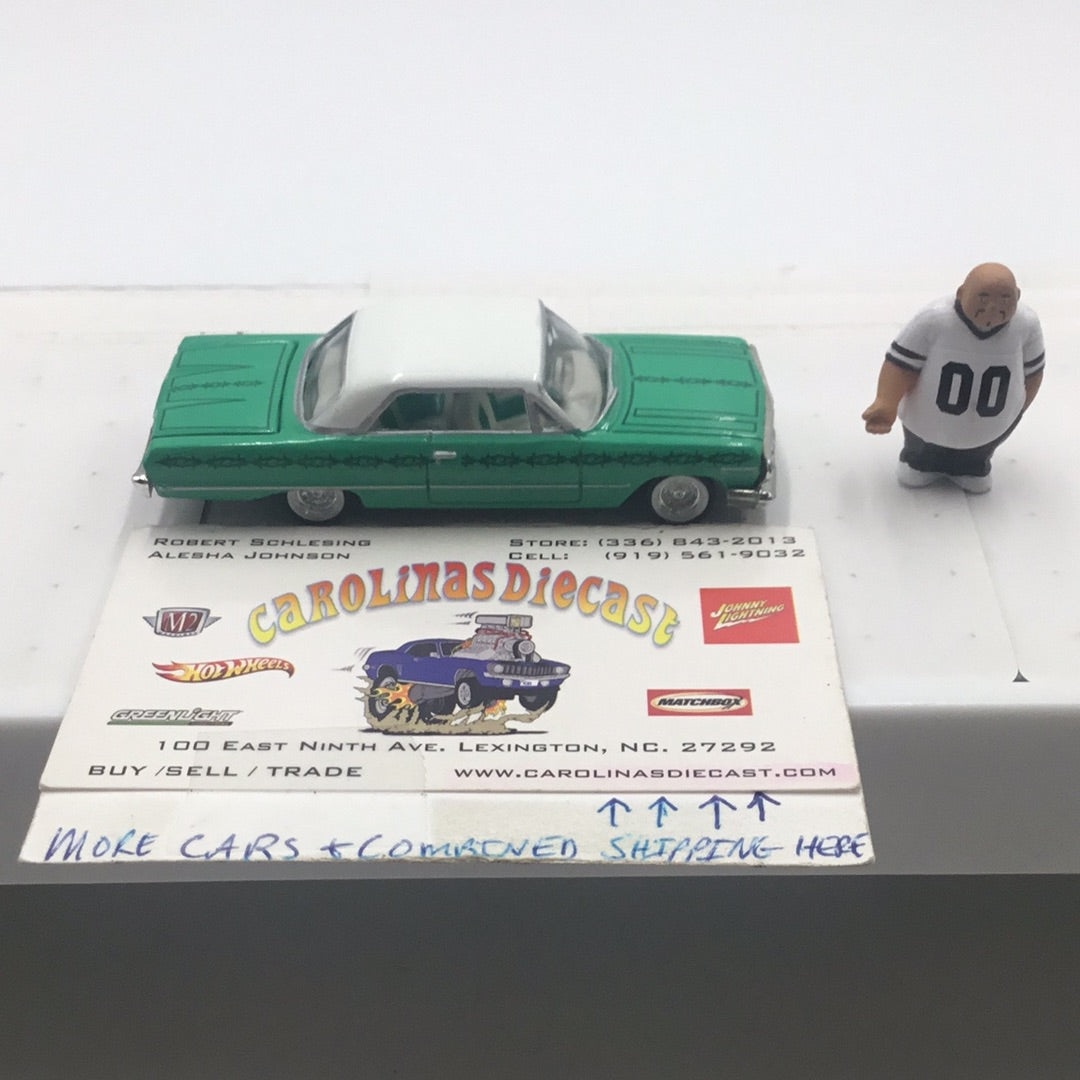 00
ROBERT SCHLESING
STORE: (336) 843-2013
ALESHA JOHNSON
CELL: (919) 561-9032
CAROLINAS DIECAST
M2
JOHNNY LIGHTNING
HOT WHEELS
GREENLIGHT
MATCHBOX
100 EAST NINTH AVE. LEXINGTON, NC. 27292
BUY /SELL / TRADE
WWW.CAROLINASDIECAST.COM
MORE CARS + COMBINED SHIPPING HERE